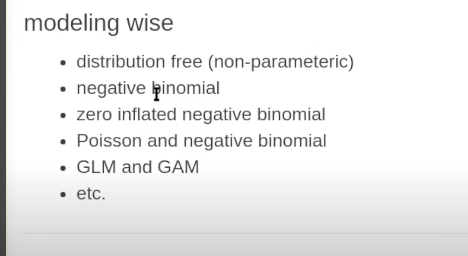 modeling wise
distribution free (non-parameteric)
negative binomial
zero inflated negative binomial
Poisson and negative binomial
GLM and GAM
etc.